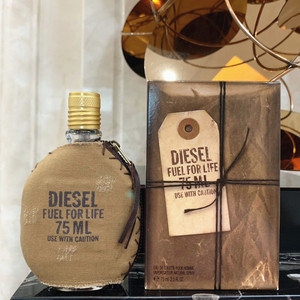 DIESEL
FUEL FOR LIFE
75 ML
USE WITH CAUTION
DIESEL
FUEL FOR LIFE
75 ML
USE WITH CAUTION